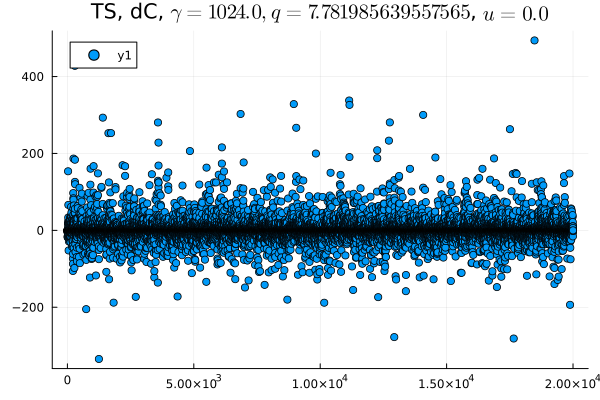 TS, dC, γ = 1024.0, q = 7.781985639557565, u = 0.0
y1
400
200
0
−200
0 5.00×10³ 1.00×10⁴ 1.50×10⁴ 2.00×10⁴